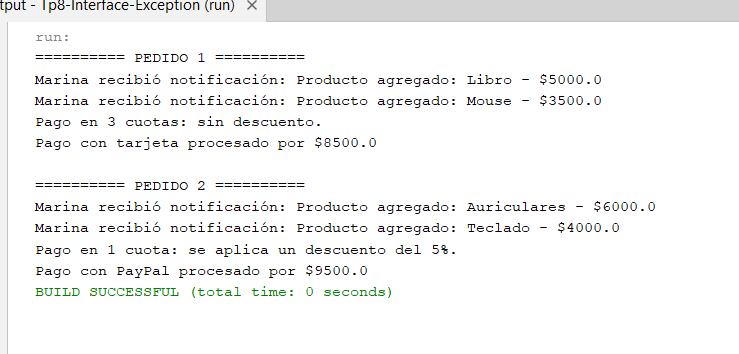 tput - Tp8-Interface-Exception (run) ×
run:
========== PEDIDO 1 ==========
Marina recibió notificación: Producto agregado: Libro - $5000.0
Marina recibió notificación: Producto agregado: Mouse - $3500.0
Pago en 3 cuotas: sin descuento.
Pago con tarjeta procesado por $8500.0
========== PEDIDO 2 ==========
Marina recibió notificación: Producto agregado: Auriculares - $6000.0
Marina recibió notificación: Producto agregado: Teclado - $4000.0
Pago en 1 cuota: se aplica un descuento del 5%.
Pago con PayPal procesado por $9500.0
BUILD SUCCESSFUL (total time: 0 seconds)